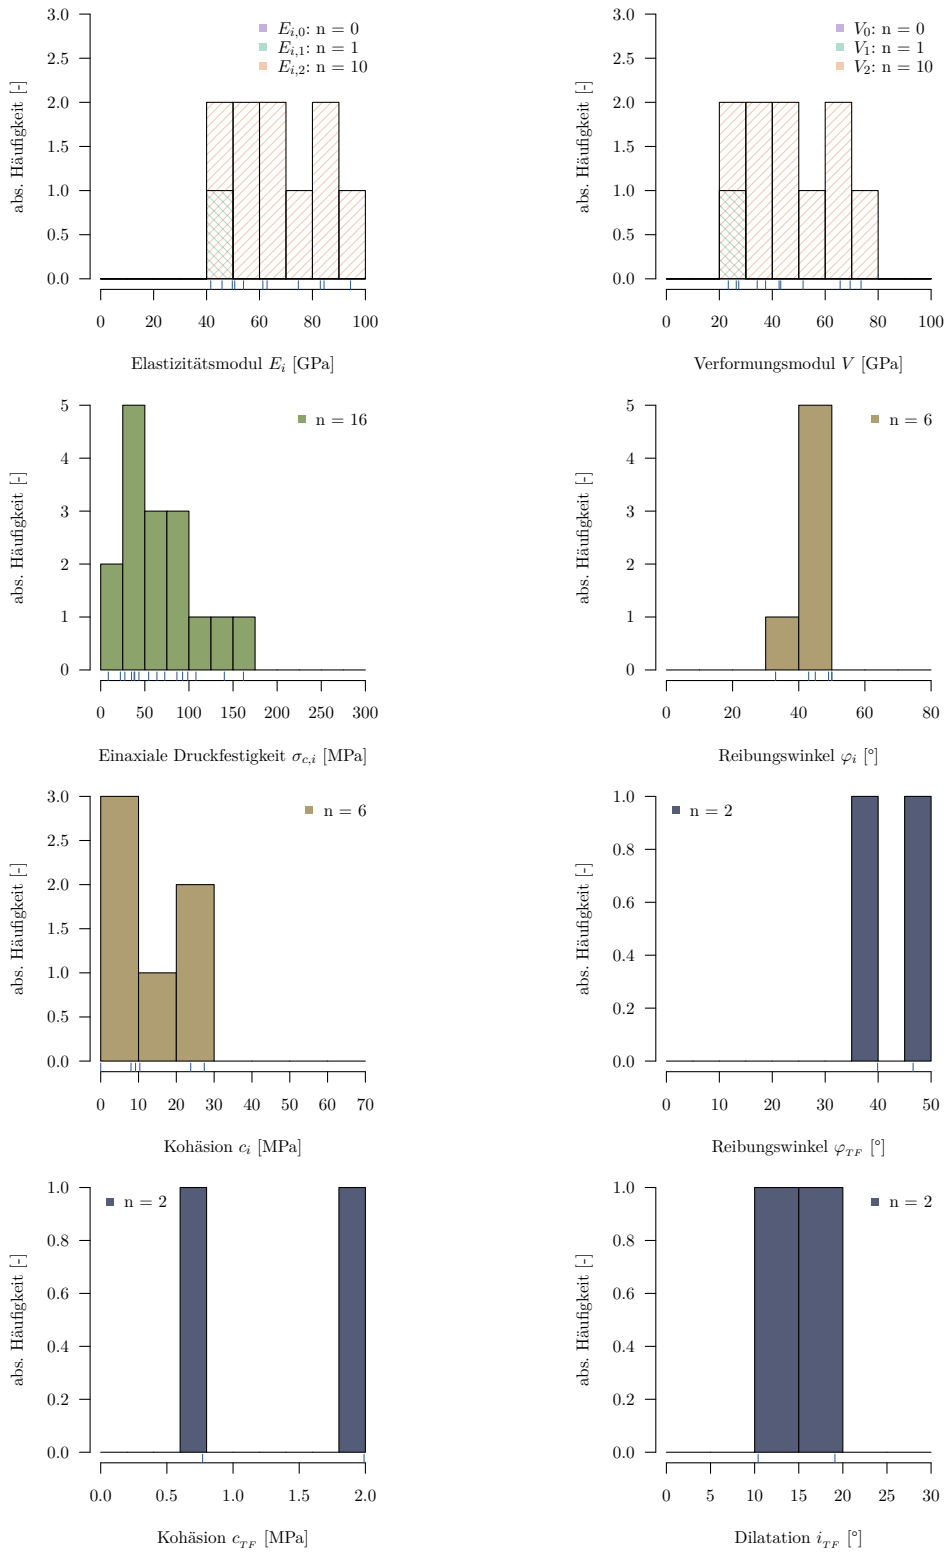 3.0
2.5
2.0
1.5
1.0
0.5
0.0
abs. Häufigkeit [-]
E_{i,0}: n = 0
E_{i,1}: n = 1
E_{i,2}: n = 10
0 20 40 60 80 100
Elastizitätsmodul E_i [GPa]
3.0
2.5
2.0
1.5
1.0
0.5
0.0
abs. Häufigkeit [-]
V_0: n = 0
V_1: n = 1
V_2: n = 10
0 20 40 60 80 100
Verformungsmodul V [GPa]
5
4
3
2
1
0
abs. Häufigkeit [-]
n = 16
0 50 100 150 200 250 300
Einaxiale Druckfestigkeit σ_{c,i} [MPa]
5
4
3
2
1
0
abs. Häufigkeit [-]
n = 6
0 20 40 60 80
Reibungswinkel φ_i [°]
3.0
2.5
2.0
1.5
1.0
0.5
0.0
abs. Häufigkeit [-]
n = 6
0 10 20 30 40 50 60 70
Kohäsion c_i [MPa]
1.0
0.8
0.6
0.4
0.2
0.0
abs. Häufigkeit [-]
n = 2
0 10 20 30 40 50
Reibungswinkel φ_{TF} [°]
1.0
0.8
0.6
0.4
0.2
0.0
abs. Häufigkeit [-]
n = 2
0.0 1.0 2.0
Kohäsion c_{TF} [MPa]
1.0
0.8
0.6
0.4
0.2
0.0
abs. Häufigkeit [-]
n = 2
0 5 10 15 20 25 30
Dilatation i_{TF} [°]